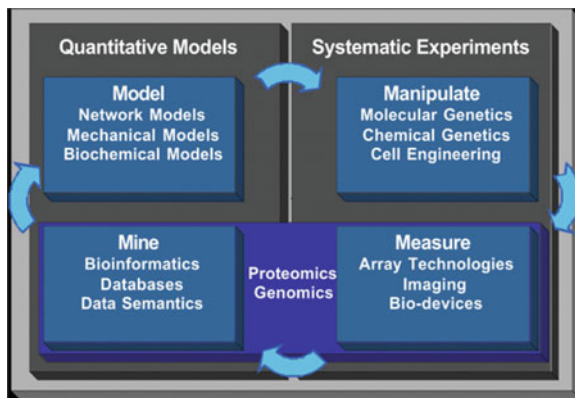 Quantitative Models
Systematic Experiments
Model
Network Models
Mechanical Models
Biochemical Models
Manipulate
Molecular Genetics
Chemical Genetics
Cell Engineering
Mine
Bioinformatics
Databases
Data Semantics
Proteomics
Genomics
Measure
Array Technologies
Imaging
Bio-devices